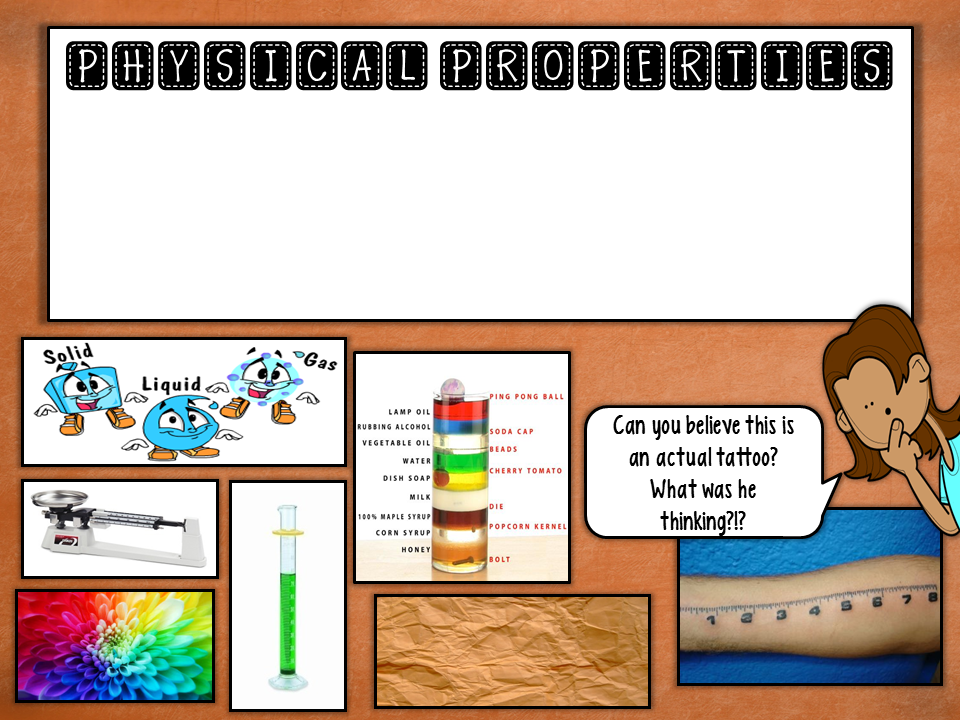 PHYSICAL PROPERTIES
Solid
Liquid
Gas
LAMP OIL
RUBBING ALCOHOL
VEGETABLE OIL
WATER
DISH SOAP
MILK
100% MAPLE SYRUP
CORN SYRUP
HONEY
PING PONG BALL
SODA CAP
BEADS
CHERRY TOMATO
DIE
POPCORN KERNEL
BOLT
Can you believe this is
an actual tattoo?
What was he
thinking?!?
1 2 3 4 5 6 7 8